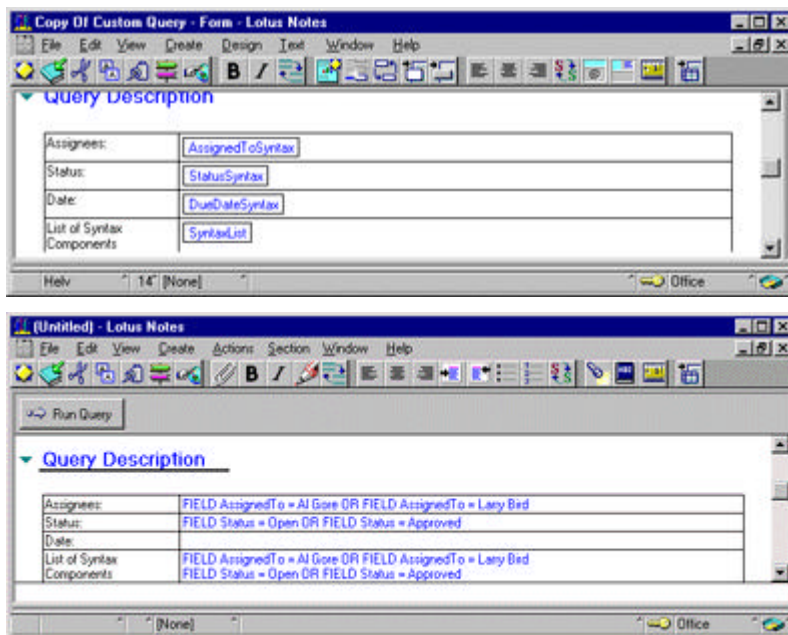 Copy Of Custom Query - Form - Lotus Notes
File Edit View Create Design Text Window Help
B I
Query Description
Assignees: AssignedToSyntax
Status: StatusSyntax
Date: DueDateSyntax
List of Syntax SyntaxList
Components
Helv 14" [None] Office
(Untitled) - Lotus Notes
File Edit View Create Actions Section Window Help
B I
Run Query
Query Description
Assignees: FIELD AssignedTo = Al Gore OR FIELD AssignedTo = Larry Bird
Status: FIELD Status = Open OR FIELD Status = Approved
Date:
List of Syntax FIELD AssignedTo = Al Gore OR FIELD AssignedTo = Larry Bird
Components FIELD Status = Open OR FIELD Status = Approved
[None] Office